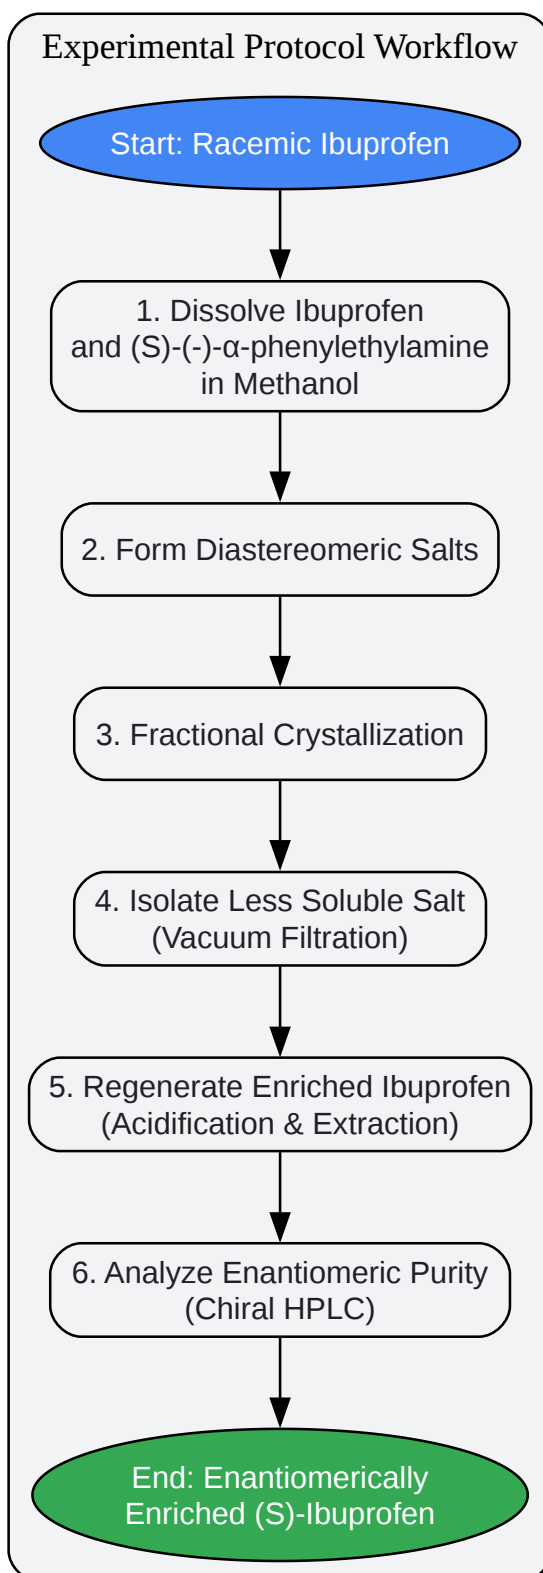 Experimental Protocol Workflow
Start: Racemic Ibuprofen
1. Dissolve Ibuprofen
and (S)-(-)-α-phenylethylamine
in Methanol
2. Form Diastereomeric Salts
3. Fractional Crystallization
4. Isolate Less Soluble Salt
(Vacuum Filtration)
5. Regenerate Enriched Ibuprofen
(Acidification & Extraction)
6. Analyze Enantiomeric Purity
(Chiral HPLC)
End: Enantiomerically
Enriched (S)-Ibuprofen